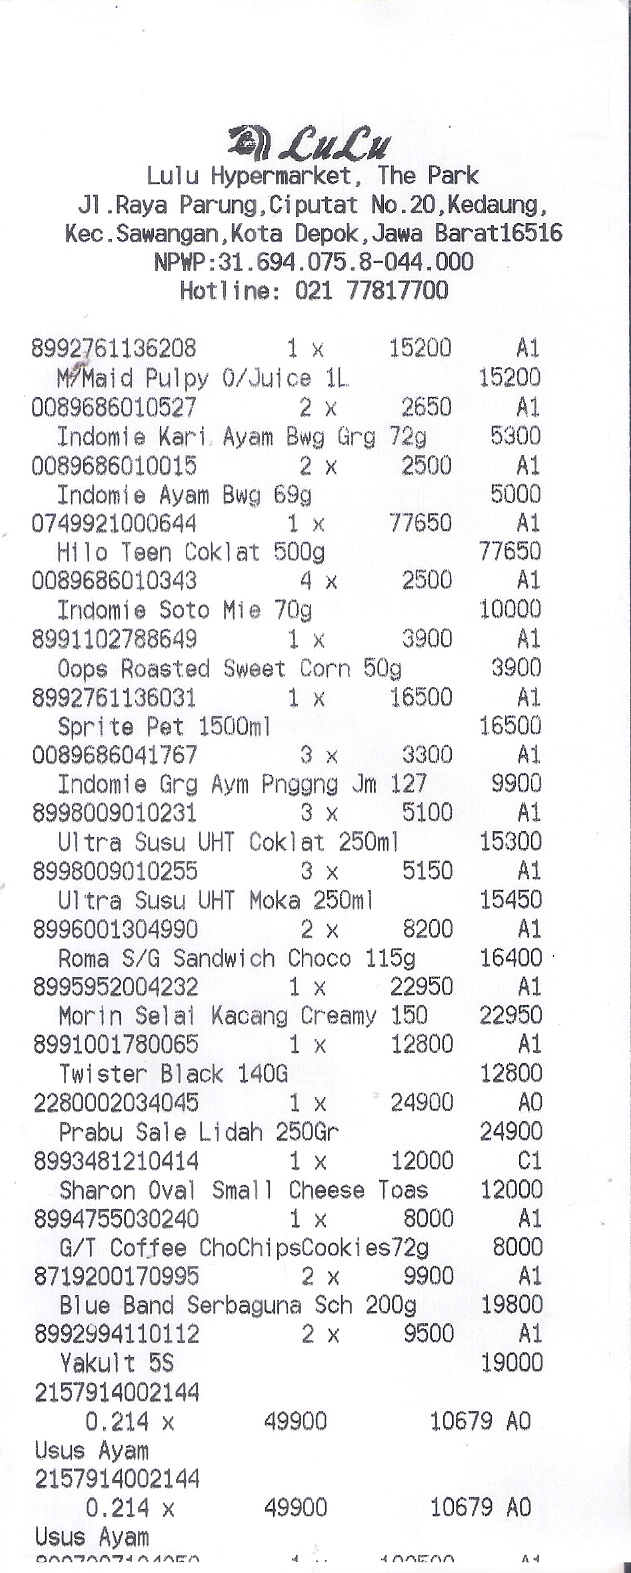 LuLu
Lulu Hypermarket, The Park
Jl.Raya Parung,Ciputat No.20,Kedaung,
Kec.Sawangan,Kota Depok,Jawa Barat16516
NPWP:31.694.075.8-044.000
Hotline: 021 77817700
8992761136208 1 x 15200 A1
M/Maid Pulpy O/Juice 1L 15200
0089686010527 2 x 2650 A1
Indomie Kari Ayam Bwg Grg 72g 5300
0089686010015 2 x 2500 A1
Indomie Ayam Bwg 69g 5000
0749921000644 1 x 77650 A1
Hilo Teen Coklat 500g 77650
0089686010343 4 x 2500 A1
Indomie Soto Mie 70g 10000
8991102788649 1 x 3900 A1
Oops Roasted Sweet Corn 50g 3900
8992761136031 1 x 16500 A1
Sprite Pet 1500ml 16500
0089686041767 3 x 3300 A1
Indomie Grg Aym Pnggng Jm 127 9900
8998009010231 3 x 5100 A1
Ultra Susu UHT Coklat 250ml 15300
8998009010255 3 x 5150 A1
Ultra Susu UHT Moka 250ml 15450
8996001304990 2 x 8200 A1
Roma S/G Sandwich Choco 115g 16400
8995952004232 1 x 22950 A1
Morin Selai Kacang Creamy 150 22950
8991001780065 1 x 12800 A1
Twister Black 140G 12800
2280002034045 1 x 24900 A0
Prabu Sale Lidah 250Gr 24900
8993481210414 1 x 12000 C1
Sharon Oval Small Cheese Toas 12000
8994755030240 1 x 8000 A1
G/T Coffee ChoChipsCookies72g 8000
8719200170995 2 x 9900 A1
Blue Band Serbaguna Sch 200g 19800
8992994110112 2 x 9500 A1
Yakult 5S 19000
2157914002144
0.214 x 49900 10679 A0
Usus Ayam
2157914002144
0.214 x 49900 10679 A0
Usus Ayam